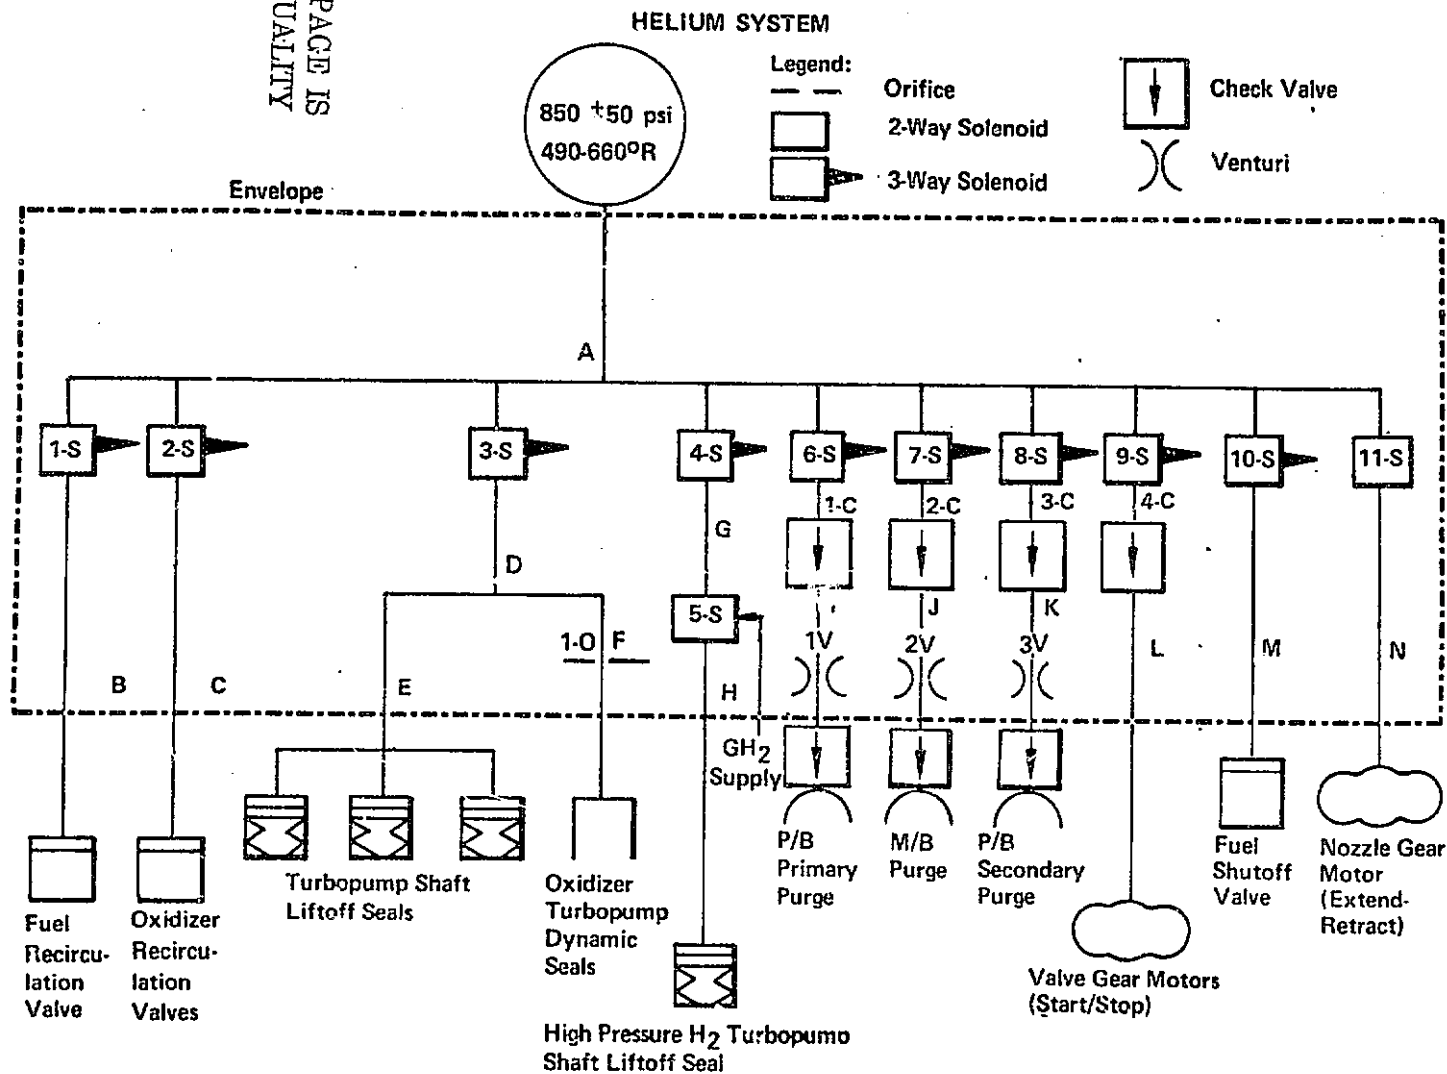 PAGE IS
UALITY
HELIUM SYSTEM
850 ±50 psi
490-660°R
Legend:
Orifice
2-Way Solenoid
3-Way Solenoid
Check Valve
Venturi
Envelope
A
1-S
2-S
3-S
4-S
6-S
7-S
8-S
9-S
10-S
11-S
1-C
2-C
3-C
4-C
G
D
5-S
J
K
1-O F
1V
2V
3V
L
M
N
B
C
E
H
GH2
Supply
P/B
Primary
Purge
M/B
Purge
P/B
Secondary
Purge
Fuel
Shutoff
Valve
Nozzle Gear
Motor
(Extend-
Retract)
Turbopump Shaft
Liftoff Seals
Oxidizer
Turbopump
Dynamic
Seals
Fuel
Recircu-
lation
Valve
Oxidizer
Recircu-
lation
Valves
Valve Gear Motors
(Start/Stop)
High Pressure H2 Turbopump
Shaft Liftoff Seal